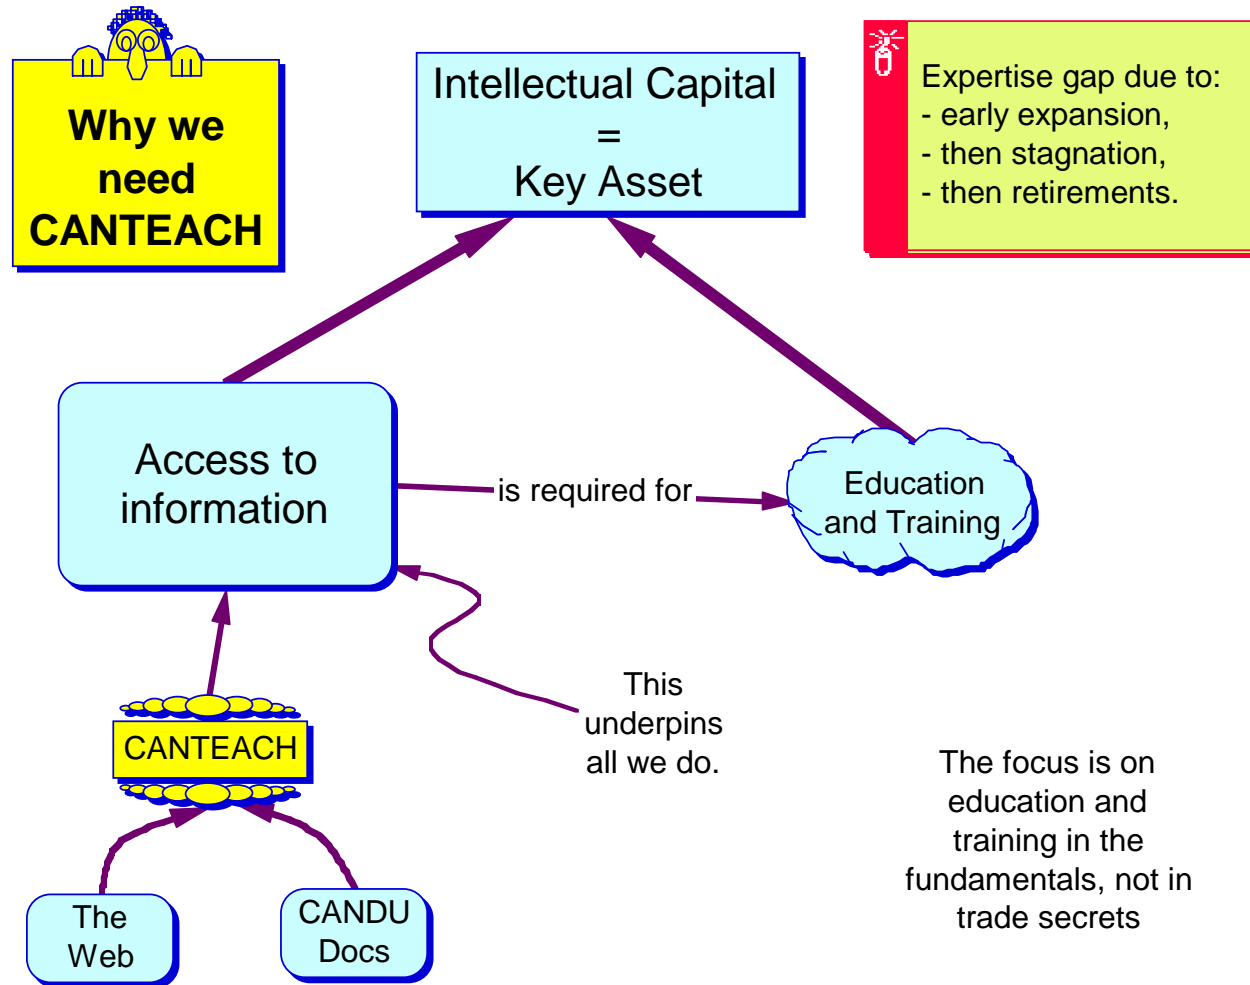 Why we
need
CANTEACH
Intellectual Capital
=
Key Asset
Expertise gap due to:
- early expansion,
- then stagnation,
- then retirements.
Access to
information
is required for
Education
and Training
This
underpins
all we do.
CANTEACH
The focus is on
education and
training in the
fundamentals, not in
trade secrets
The
Web
CANDU
Docs